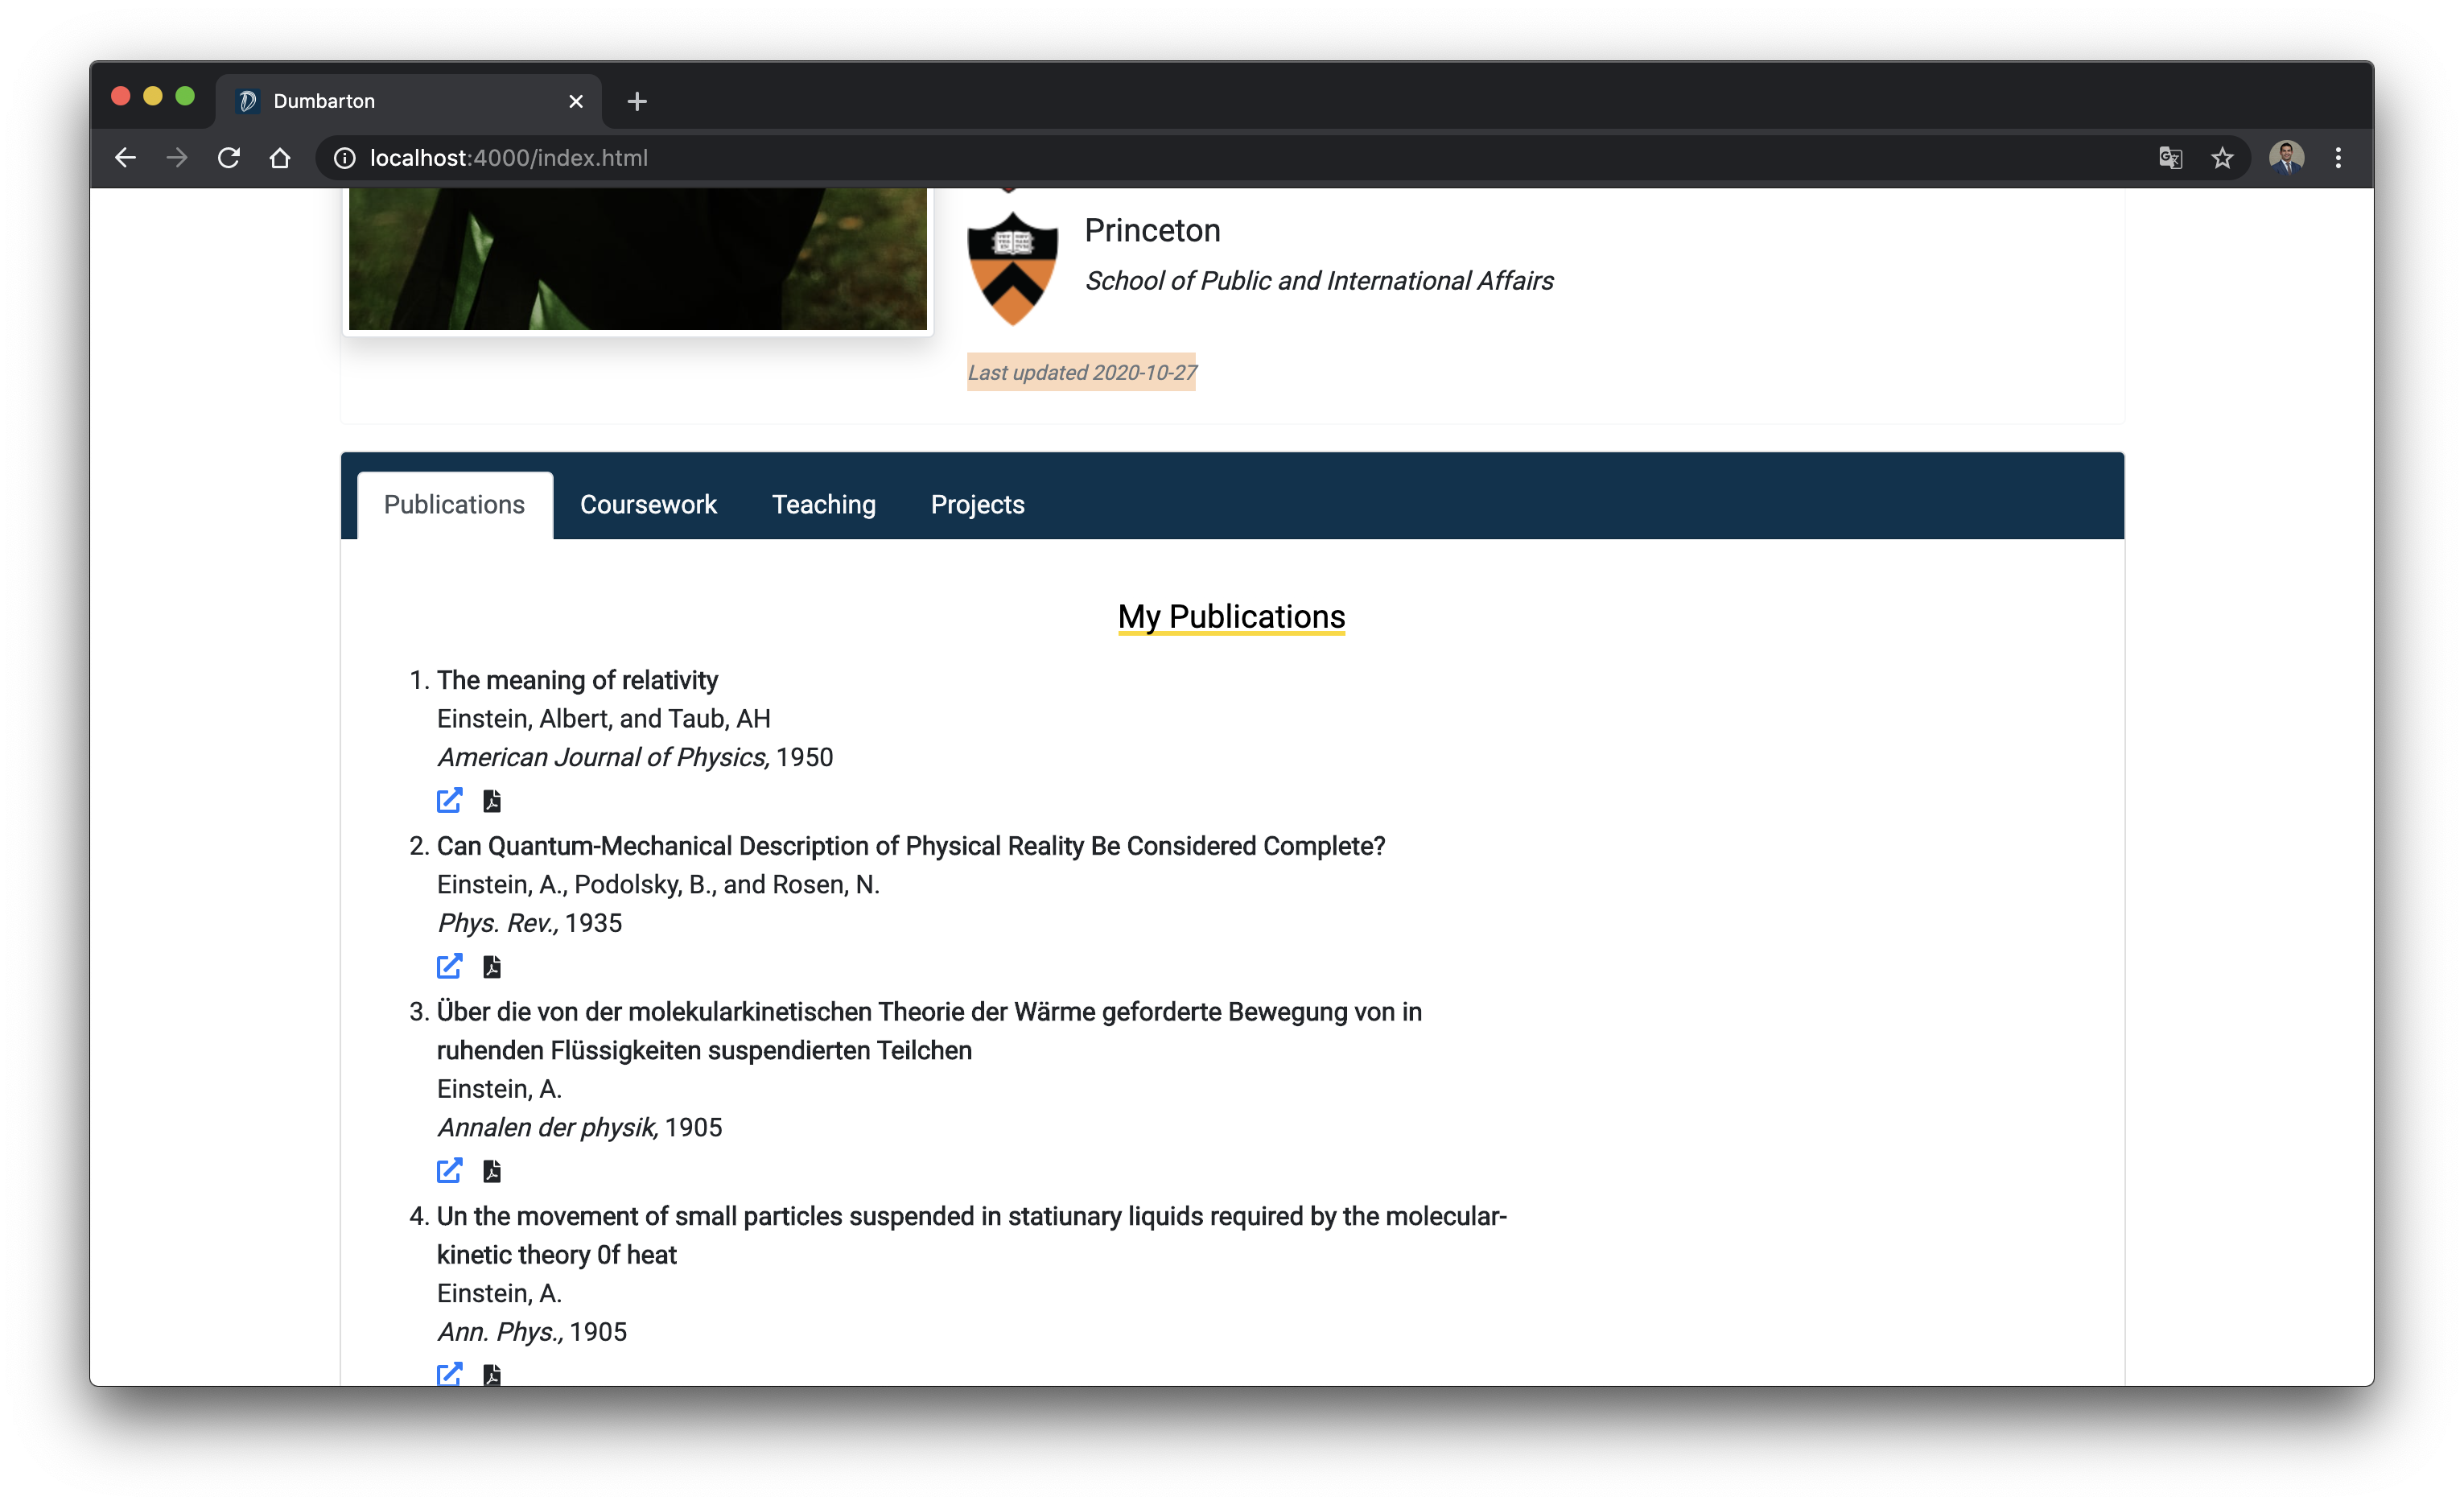 Dumbarton
localhost:4000/index.html
Princeton
School of Public and International Affairs
Last updated 2020-10-27
Publications Coursework Teaching Projects
My Publications
1. The meaning of relativity
Einstein, Albert, and Taub, AH
American Journal of Physics, 1950
2. Can Quantum-Mechanical Description of Physical Reality Be Considered Complete?
Einstein, A., Podolsky, B., and Rosen, N.
Phys. Rev., 1935
3. Über die von der molekularkinetischen Theorie der Wärme geforderte Bewegung von in
ruhenden Flüssigkeiten suspendierten Teilchen
Einstein, A.
Annalen der physik, 1905
4. Un the movement of small particles suspended in statiunary liquids required by the molecular-
kinetic theory 0f heat
Einstein, A.
Ann. Phys., 1905